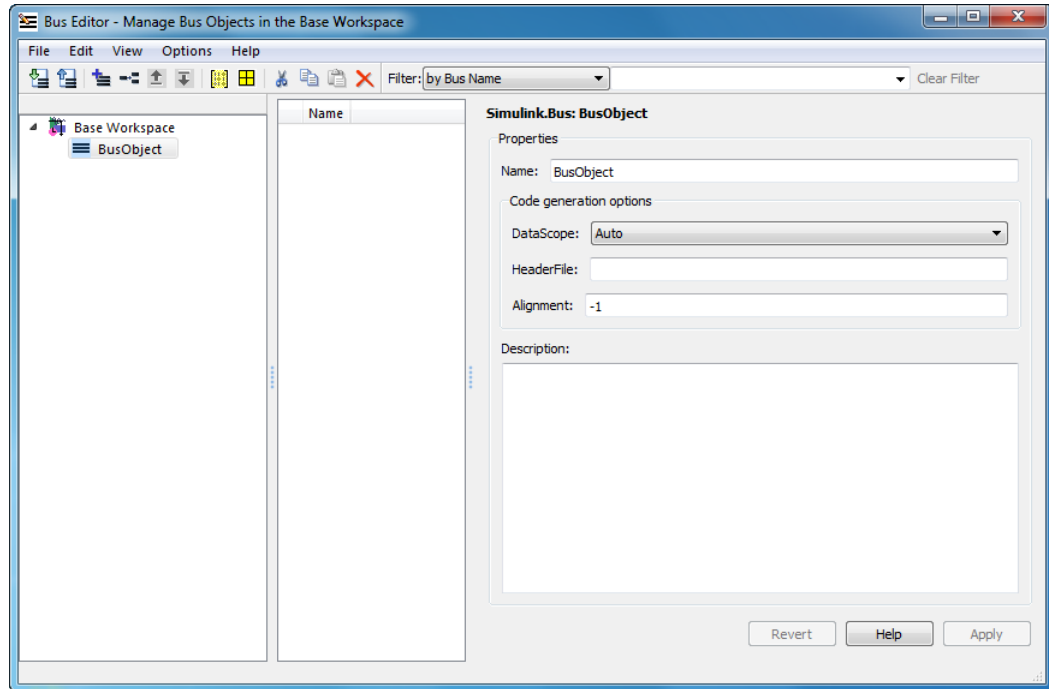 Bus Editor - Manage Bus Objects in the Base Workspace
File Edit View Options Help
Filter: by Bus Name Clear Filter
Base Workspace
BusObject
Name
Simulink.Bus: BusObject
Properties
Name: BusObject
Code generation options
DataScope: Auto
HeaderFile:
Alignment: -1
Description:
Revert Help Apply